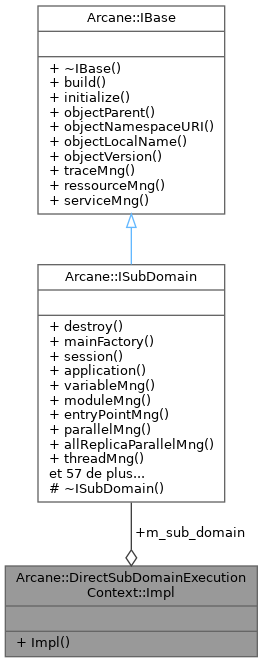 Arcane::IBase
+ ~IBase()
+ build()
+ initialize()
+ objectParent()
+ objectNamespaceURI()
+ objectLocalName()
+ objectVersion()
+ traceMng()
+ ressourceMng()
+ serviceMng()
Arcane::ISubDomain
+ destroy()
+ mainFactory()
+ session()
+ application()
+ variableMng()
+ moduleMng()
+ entryPointMng()
+ parallelMng()
+ allReplicaParallelMng()
+ threadMng()
et 57 de plus...
# ~ISubDomain()
+m_sub_domain
Arcane::DirectSubDomainExecution
Context::Impl
+ Impl()